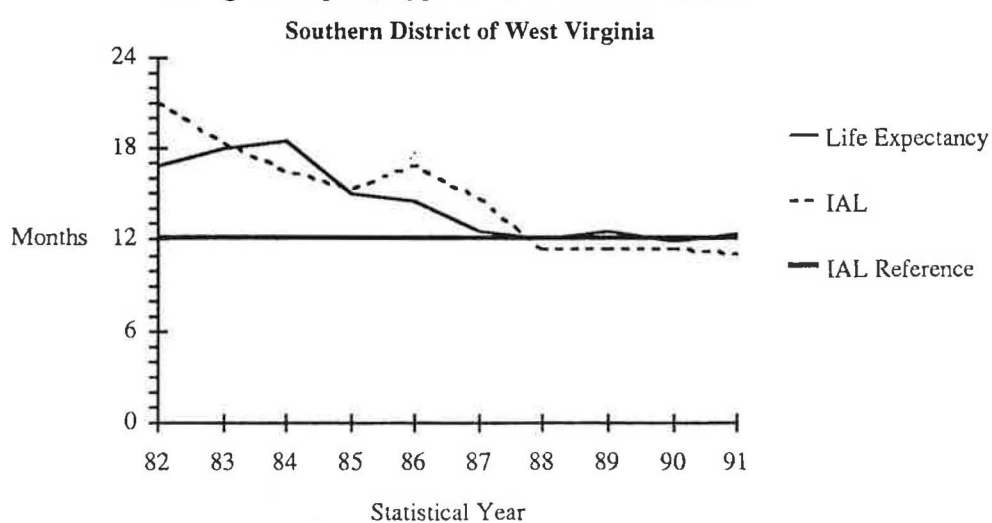 Southern District of West Virginia
24
18
Months 12
6
0
82 83 84 85 86 87 88 89 90 91
Statistical Year
Life Expectancy
IAL
IAL Reference